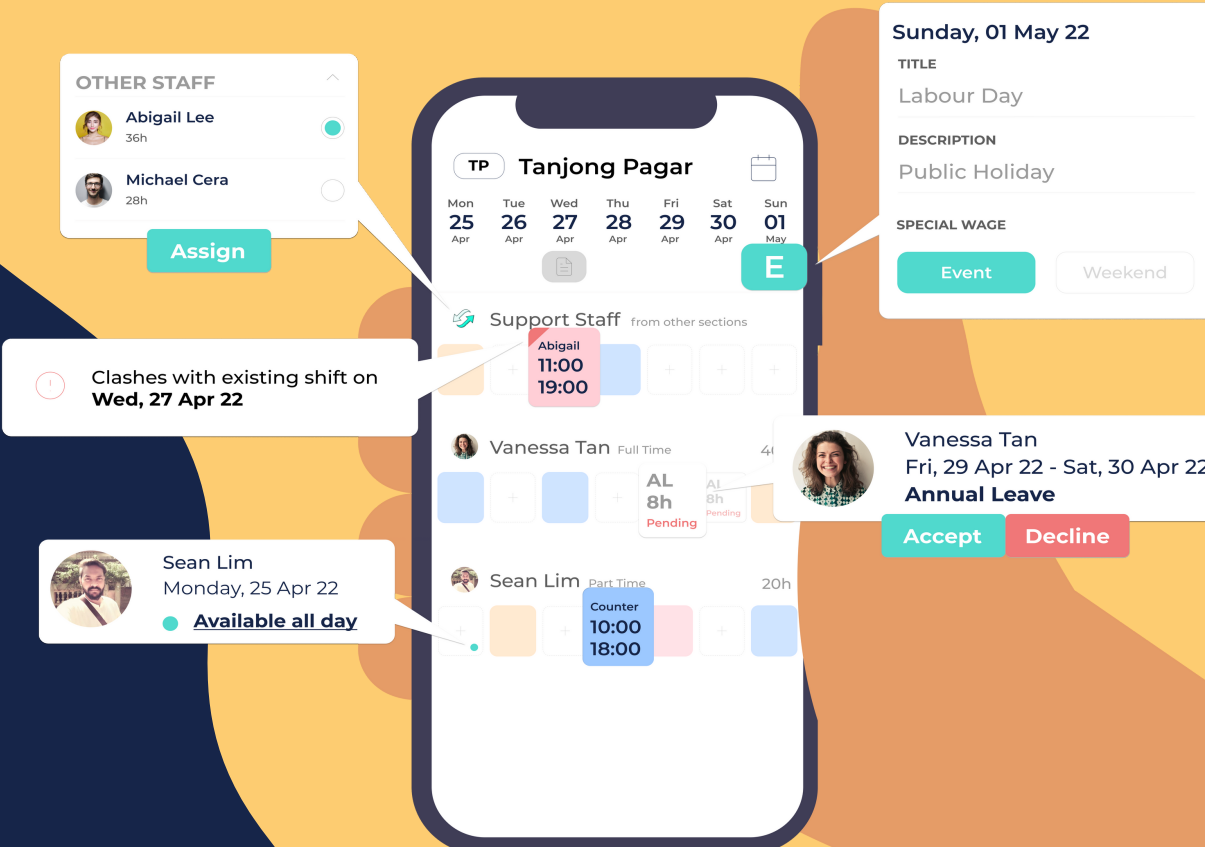 OTHER STAFF
Abigail Lee
36h
Michael Cera
28h
Assign
Sunday, 01 May 22
TITLE
Labour Day
DESCRIPTION
Public Holiday
SPECIAL WAGE
Event Weekend
TP Tanjong Pagar
Mon Tue Wed Thu Fri Sat Sun
25 26 27 28 29 30 01
Apr Apr Apr Apr Apr Apr May
E
Support Staff from other sections
Abigail
11:00
19:00
Clashes with existing shift on
Wed, 27 Apr 22
Vanessa Tan Full Time
AL
8h
Pending
8h
Pending
Vanessa Tan
Fri, 29 Apr 22 - Sat, 30 Apr 22
Annual Leave
Accept Decline
Sean Lim
Monday, 25 Apr 22
Available all day
Sean Lim Part Time 20h
Counter
10:00
18:00